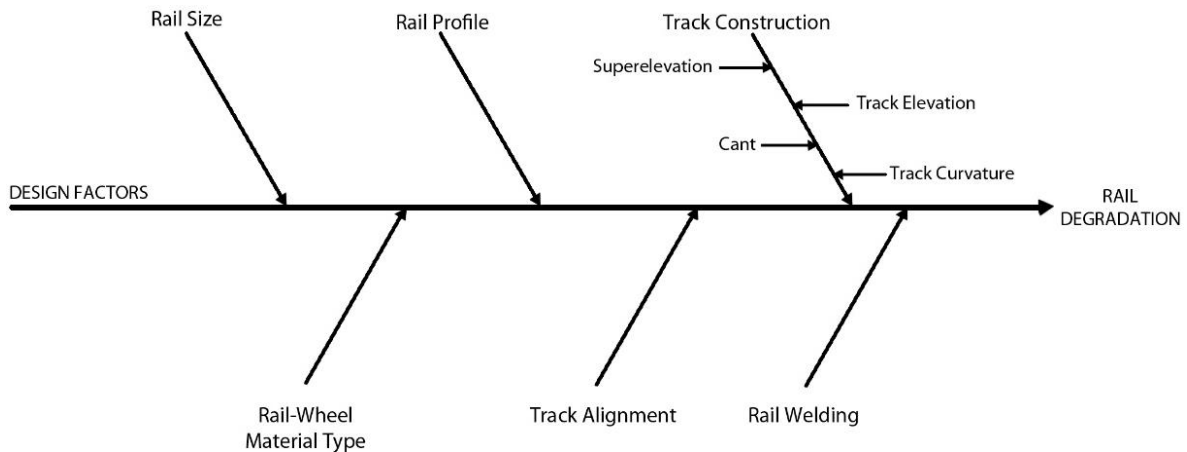 Rail Size
Rail Profile
Track Construction
Superelevation
Track Elevation
Cant
Track Curvature
DESIGN FACTORS
RAIL
DEGRADATION
Rail-Wheel
Material Type
Track Alignment
Rail Welding